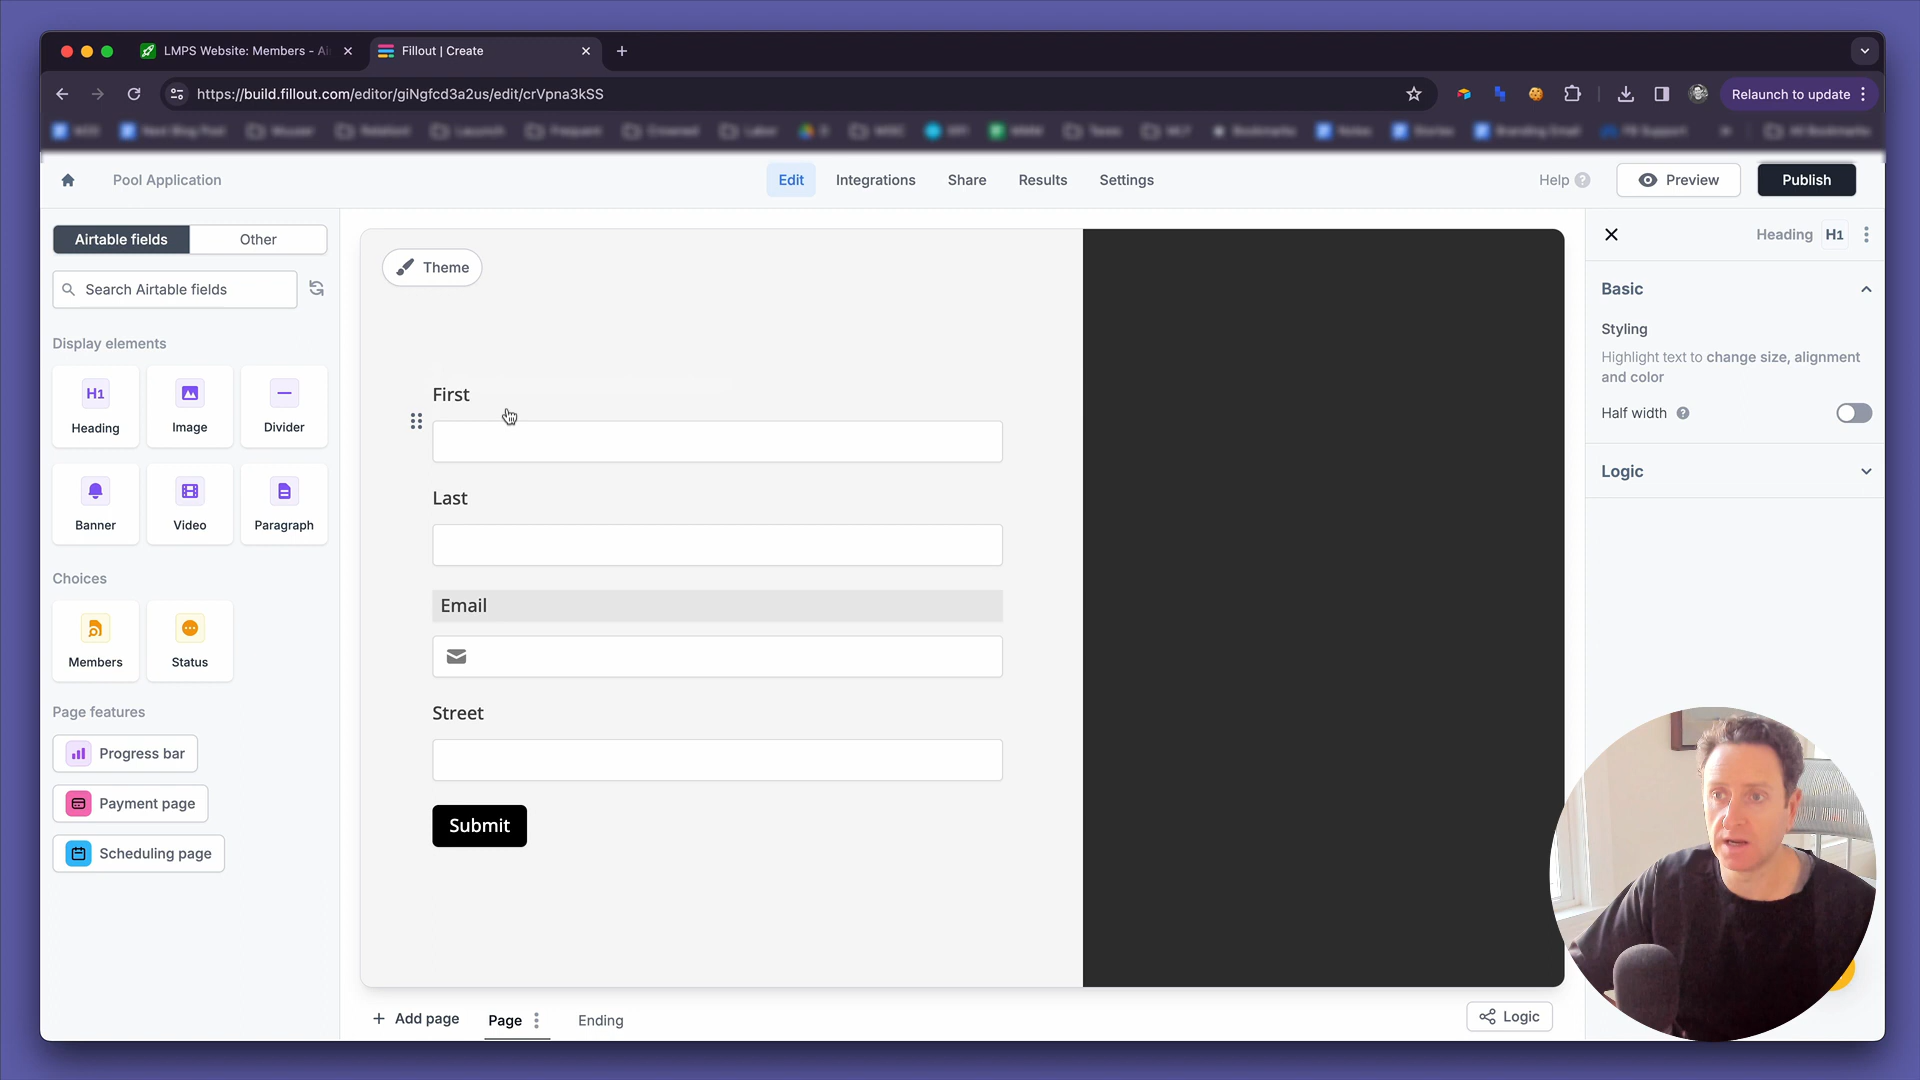 LMPS Website: Members - Ai
Fillout | Create
https://build.fillout.com/editor/giNgfcd3a2us/edit/crVpna3kSS
Relaunch to update
Pool Application
Edit
Integrations
Share
Results
Settings
Help
Preview
Publish
Airtable fields
Other
Search Airtable fields
Display elements
H1
Heading
Image
Divider
Banner
Video
Paragraph
Choices
Members
Status
Page features
Progress bar
Payment page
Scheduling page
Theme
First
Last
Email
Street
Submit
Add page
Page
Ending
Logic
Heading H1
Basic
Styling
Highlight text to change size, alignment
and color
Half width
Logic